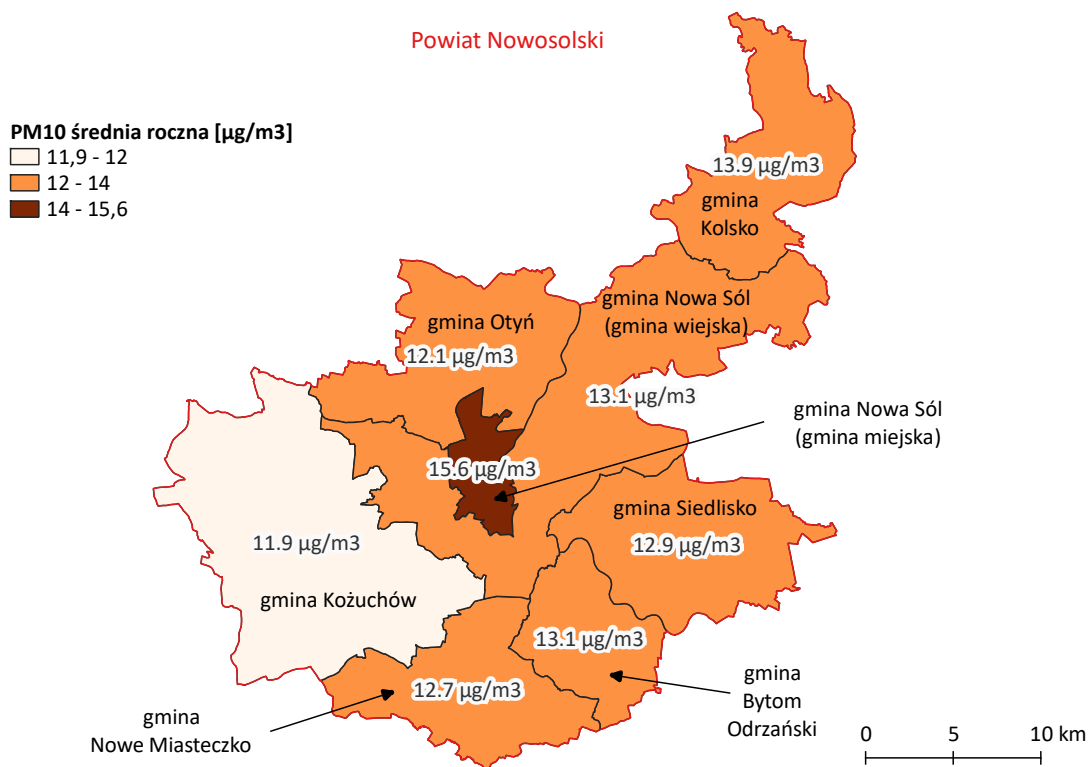 Powiat Nowosolski
PM10 średnia roczna [µg/m3]
11,9 - 12
12 - 14
14 - 15,6
13.9 µg/m3
gmina
Kolsko
gmina Nowa Sól
(gmina wiejska)
gmina Otyń
12.1 µg/m3
13.1 µg/m3
gmina Nowa Sól
(gmina miejska)
15.6 µg/m3
gmina Siedlisko
12.9 µg/m3
11.9 µg/m3
gmina Kożuchów
13.1 µg/m3
12.7 µg/m3
gmina
Bytom
Odrzański
gmina
Nowe Miasteczko
0 5 10 km